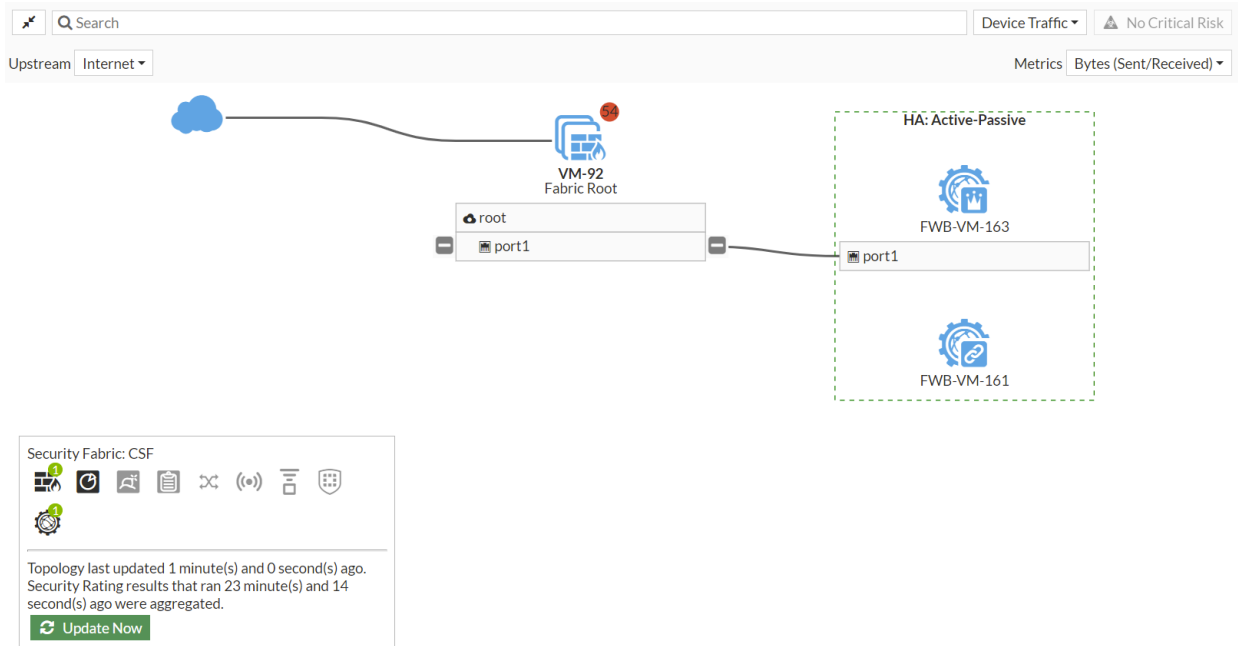 Search
Device Traffic
No Critical Risk
Upstream
Internet
Metrics
Bytes (Sent/Received)
54
HA: Active-Passive
VM-92
Fabric Root
root
port1
FWB-VM-163
port1
FWB-VM-161
Security Fabric: CSF
1
1
Topology last updated 1 minute(s) and 0 second(s) ago.
Security Rating results that ran 23 minute(s) and 14
second(s) ago were aggregated.
Update Now